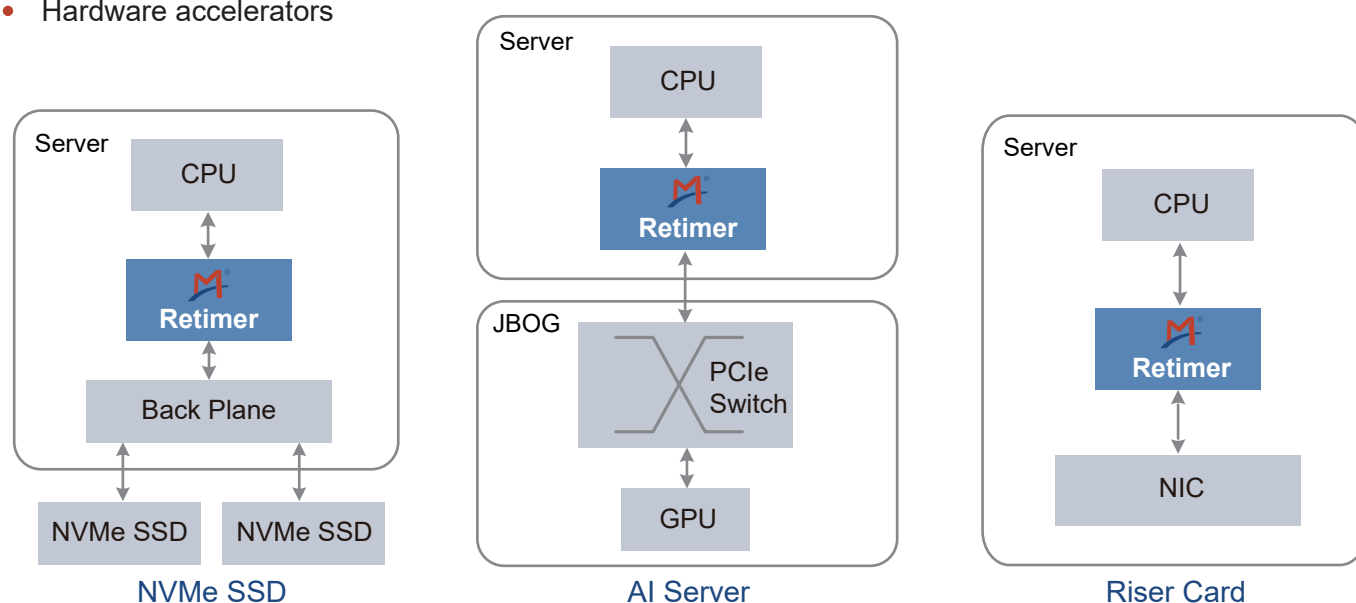 • Hardware accelerators
Server
CPU
Retimer
Back Plane
NVMe SSD
NVMe SSD
NVMe SSD
Server
CPU
Retimer
JBOG
PCIe
Switch
GPU
AI Server
Server
CPU
Retimer
NIC
Riser Card